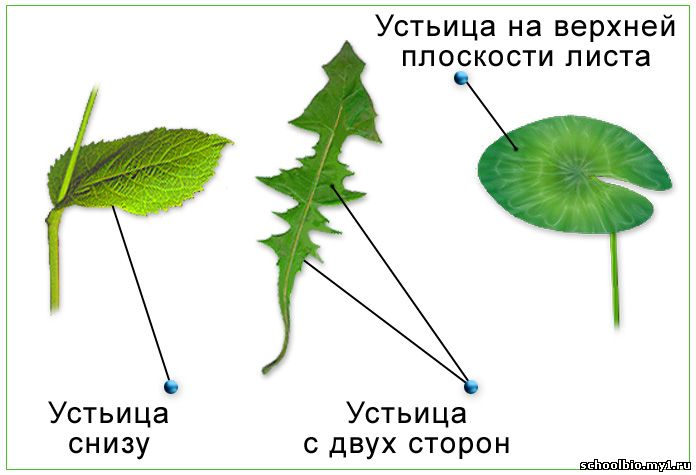 Устьица на верхней
плоскости листа
Устьица
снизу
Устьица
с двух сторон
schoolbio.my1.ru